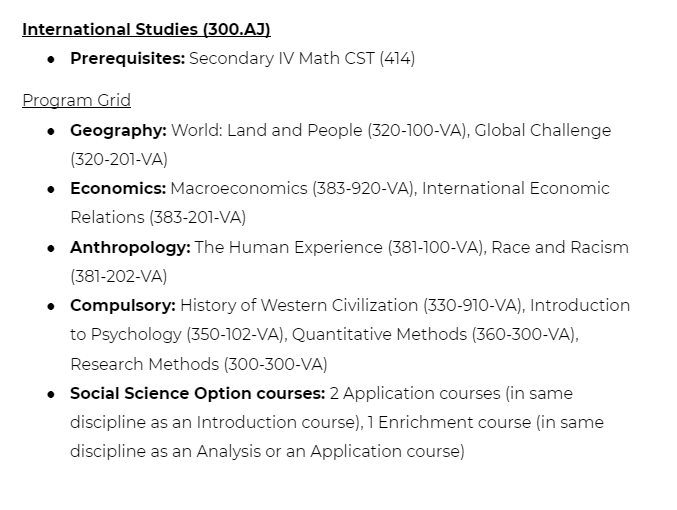 International Studies (300.AJ)
● Prerequisites: Secondary IV Math CST (414)
Program Grid
● Geography: World: Land and People (320-100-VA), Global Challenge
(320-201-VA)
● Economics: Macroeconomics (383-920-VA), International Economic
Relations (383-201-VA)
● Anthropology: The Human Experience (381-100-VA), Race and Racism
(381-202-VA)
● Compulsory: History of Western Civilization (330-910-VA), Introduction
to Psychology (350-102-VA), Quantitative Methods (360-300-VA),
Research Methods (300-300-VA)
● Social Science Option courses: 2 Application courses (in same
discipline as an Introduction course), 1 Enrichment course (in same
discipline as an Analysis or an Application course)